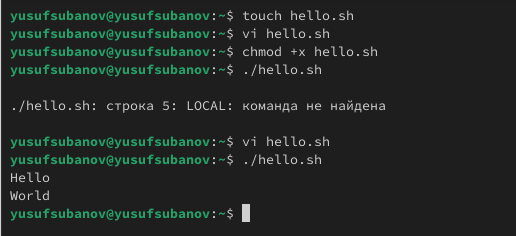 yusufsubanov@yusufsubanov:~$ touch hello.sh
yusufsubanov@yusufsubanov:~$ vi hello.sh
yusufsubanov@yusufsubanov:~$ chmod +x hello.sh
yusufsubanov@yusufsubanov:~$ ./hello.sh
./hello.sh: строка 5: LOCAL: команда не найдена
yusufsubanov@yusufsubanov:~$ vi hello.sh
yusufsubanov@yusufsubanov:~$ ./hello.sh
Hello
World
yusufsubanov@yusufsubanov:~$